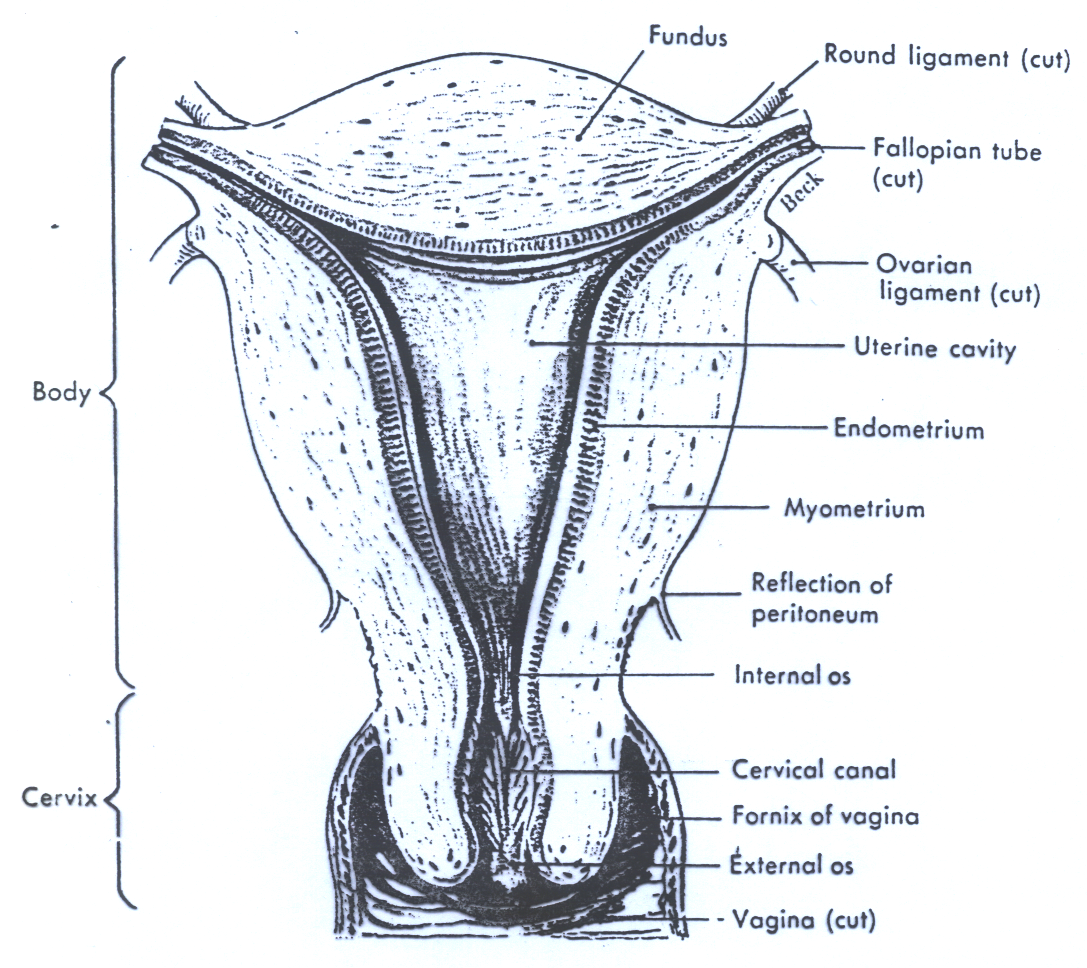 Fundus
Round ligament (cut)
Fallopian tube
(cut)
Beck
Ovarian
ligament (cut)
Uterine cavity
Body
Endometrium
Myometrium
Reflection of
peritoneum
Internal os
Cervical canal
Cervix
Fornix of vagina
External os
Vagina (cut)